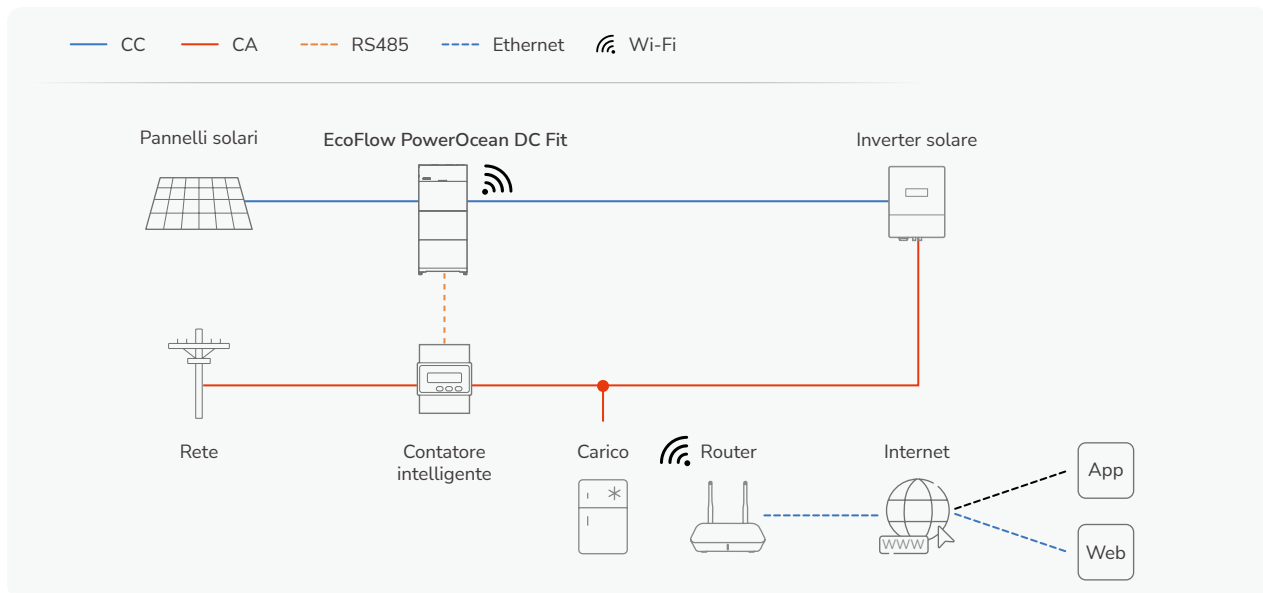 CC
CA
RS485
Ethernet
Wi-Fi
Pannelli solari
EcoFlow PowerOcean DC Fit
Inverter solare
Rete
Contatore
intelligente
Carico
Router
Internet
WWW
App
Web